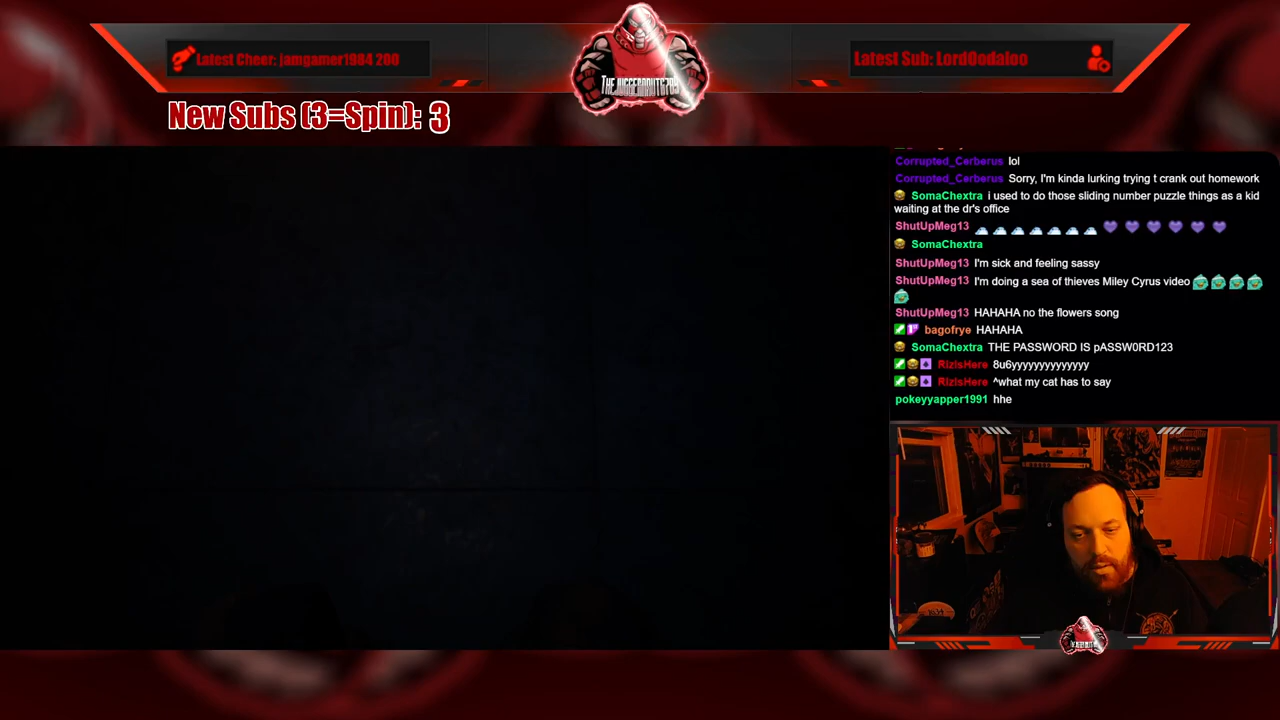 Latest Cheer: jamgamer1984 200
THEJUGGERNAUT6789
Latest Sub: LordOodaloo
New Subs (3=Spin): 3
Corrupted_Cerberus lol
Corrupted_Cerberus Sorry, I'm kinda lurking trying t crank out homework
SomaChextra i used to do those sliding number puzzle things as a kid
waiting at the dr's office
ShutUpMeg13
SomaChextra
ShutUpMeg13 I'm sick and feeling sassy
ShutUpMeg13 I'm doing a sea of thieves Miley Cyrus video
ShutUpMeg13 HAHAHA no the flowers song
bagofrye HAHAHA
SomaChextra THE PASSWORD IS pASSW0RD123
RizIsHere 8u6yyyyyyyyyyyyy
RizIsHere ^what my cat has to say
pokeyyapper1991 hhe